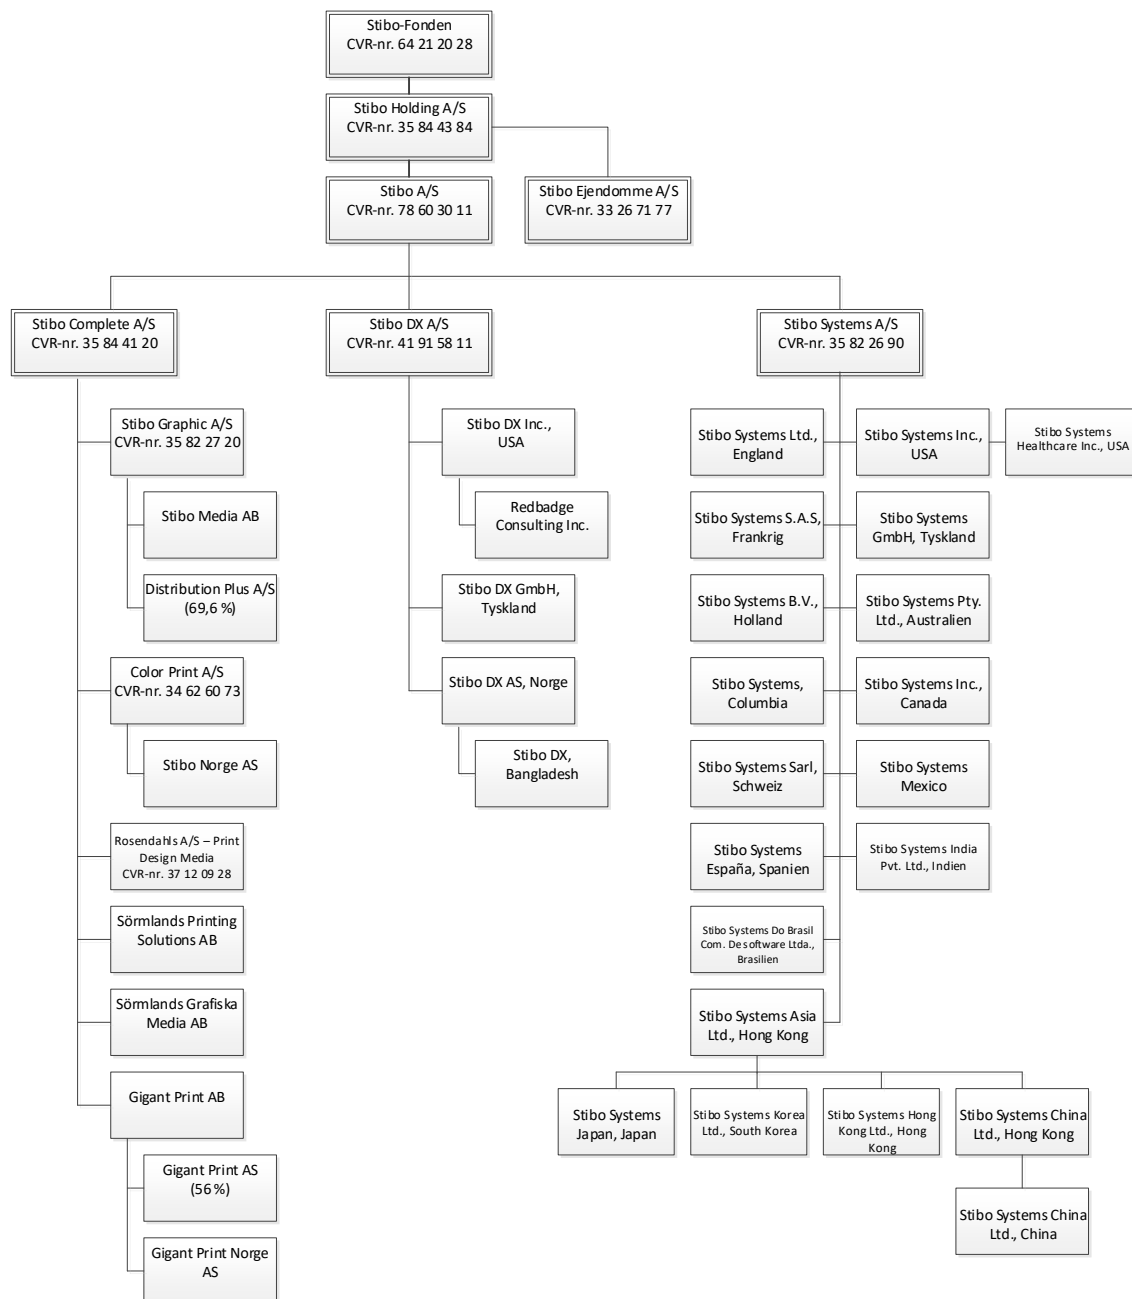 Stibo-Fonden
CVR-nr. 64 21 20 28
Stibo Holding A/S
CVR-nr. 35 84 43 84
Stibo A/S
CVR-nr. 78 60 30 11
Stibo Ejendomme A/S
CVR-nr. 33 26 71 77
Stibo Complete A/S
CVR-nr. 35 84 41 20
Stibo DX A/S
CVR-nr. 41 91 58 11
Stibo Systems A/S
CVR-nr. 35 82 26 90
Stibo Graphic A/S
CVR-nr. 35 82 27 20
Stibo Media AB
Distribution Plus A/S
(69,6 %)
Color Print A/S
CVR-nr. 34 62 60 73
Stibo Norge AS
Rosendahls A/S – Print
Design Media
CVR-nr. 37 12 09 28
Sörmlands Printing
Solutions AB
Sörmlands Grafiska
Media AB
Gigant Print AB
Gigant Print AS
(56 %)
Gigant Print Norge
AS
Stibo DX Inc.,
USA
Redbadge
Consulting Inc.
Stibo DX GmbH,
Tyskland
Stibo DX AS, Norge
Stibo DX,
Bangladesh
Stibo Systems Ltd.,
England
Stibo Systems Inc.,
USA
Stibo Systems
Healthcare Inc., USA
Stibo Systems S.A.S,
Frankrig
Stibo Systems
GmbH, Tyskland
Stibo Systems B.V.,
Holland
Stibo Systems Pty.
Ltd., Australien
Stibo Systems,
Columbia
Stibo Systems Inc.,
Canada
Stibo Systems Sarl,
Schweiz
Stibo Systems
Mexico
Stibo Systems
España, Spanien
Stibo Systems India
Pvt. Ltd., Indien
Stibo Systems Do Brasil
Com. De software Ltda.,
Brasilien
Stibo Systems Asia
Ltd., Hong Kong
Stibo Systems
Japan, Japan
Stibo Systems Korea
Ltd., South Korea
Stibo Systems Hong
Kong Ltd., Hong
Kong
Stibo Systems China
Ltd., Hong Kong
Stibo Systems China
Ltd., China